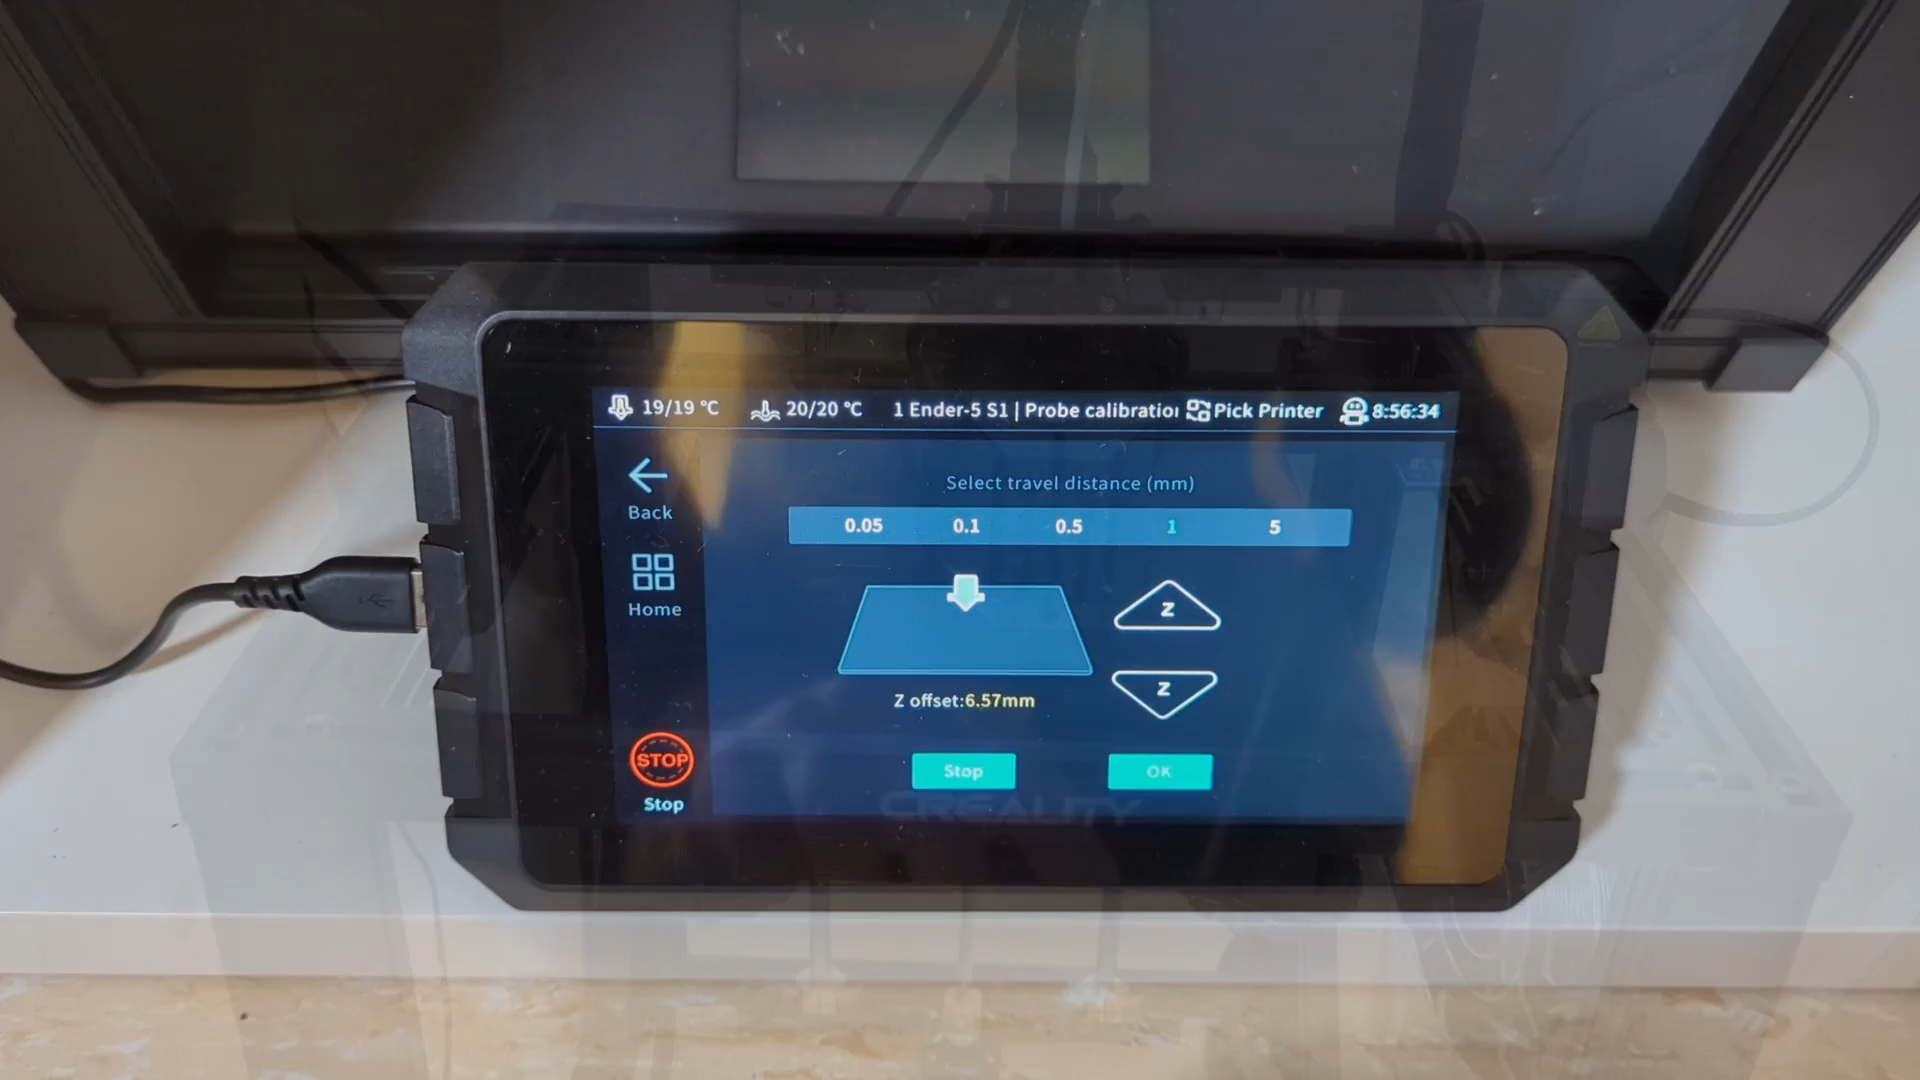 19/19 ℃ 20/20 ℃ 1 Ender-5 S1 | Probe calibration Pick Printer 8:56:34
Back
Home
STOP
Stop
Select travel distance (mm)
0.05 0.1 0.5 1 5
Z
Z
Z offset:6.57mm
Stop OK
CREALITY